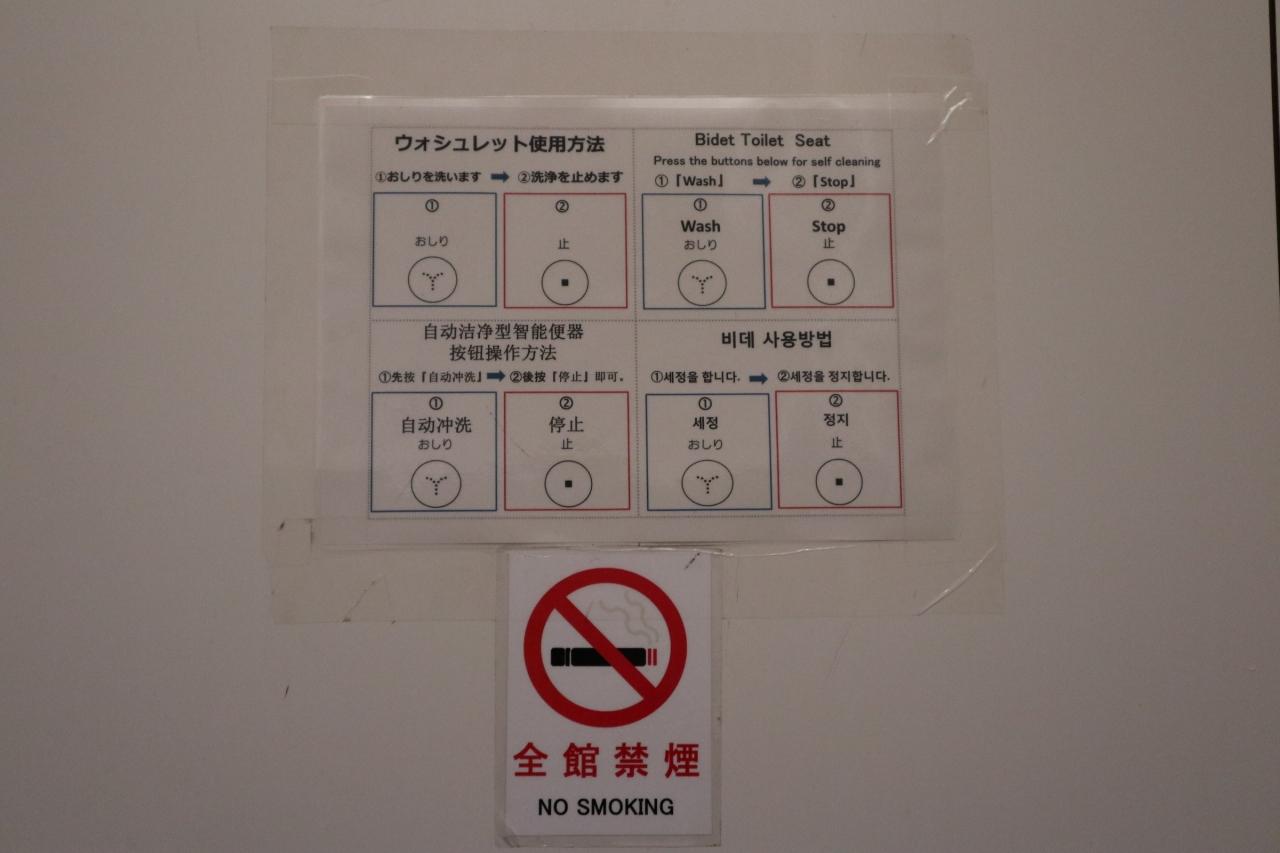 ウォシュレット使用方法
①おしりを洗います ➡ ②洗浄を止めます
① ②
おしり 止
Bidet Toilet Seat
Press the buttons below for self cleaning
①『Wash』 ➡ ②『Stop』
① ②
Wash Stop
おしり 止
自动洁净型智能便器
按钮操作方法
①先按『自动冲洗』➡ ②後按『停止』即可。
① ②
自动冲洗 停止
おしり 止
비데 사용방법
①세정을 합니다. ➡ ②세정을 정지합니다.
① ②
세정 정지
おしり 止
全館禁煙
NO SMOKING